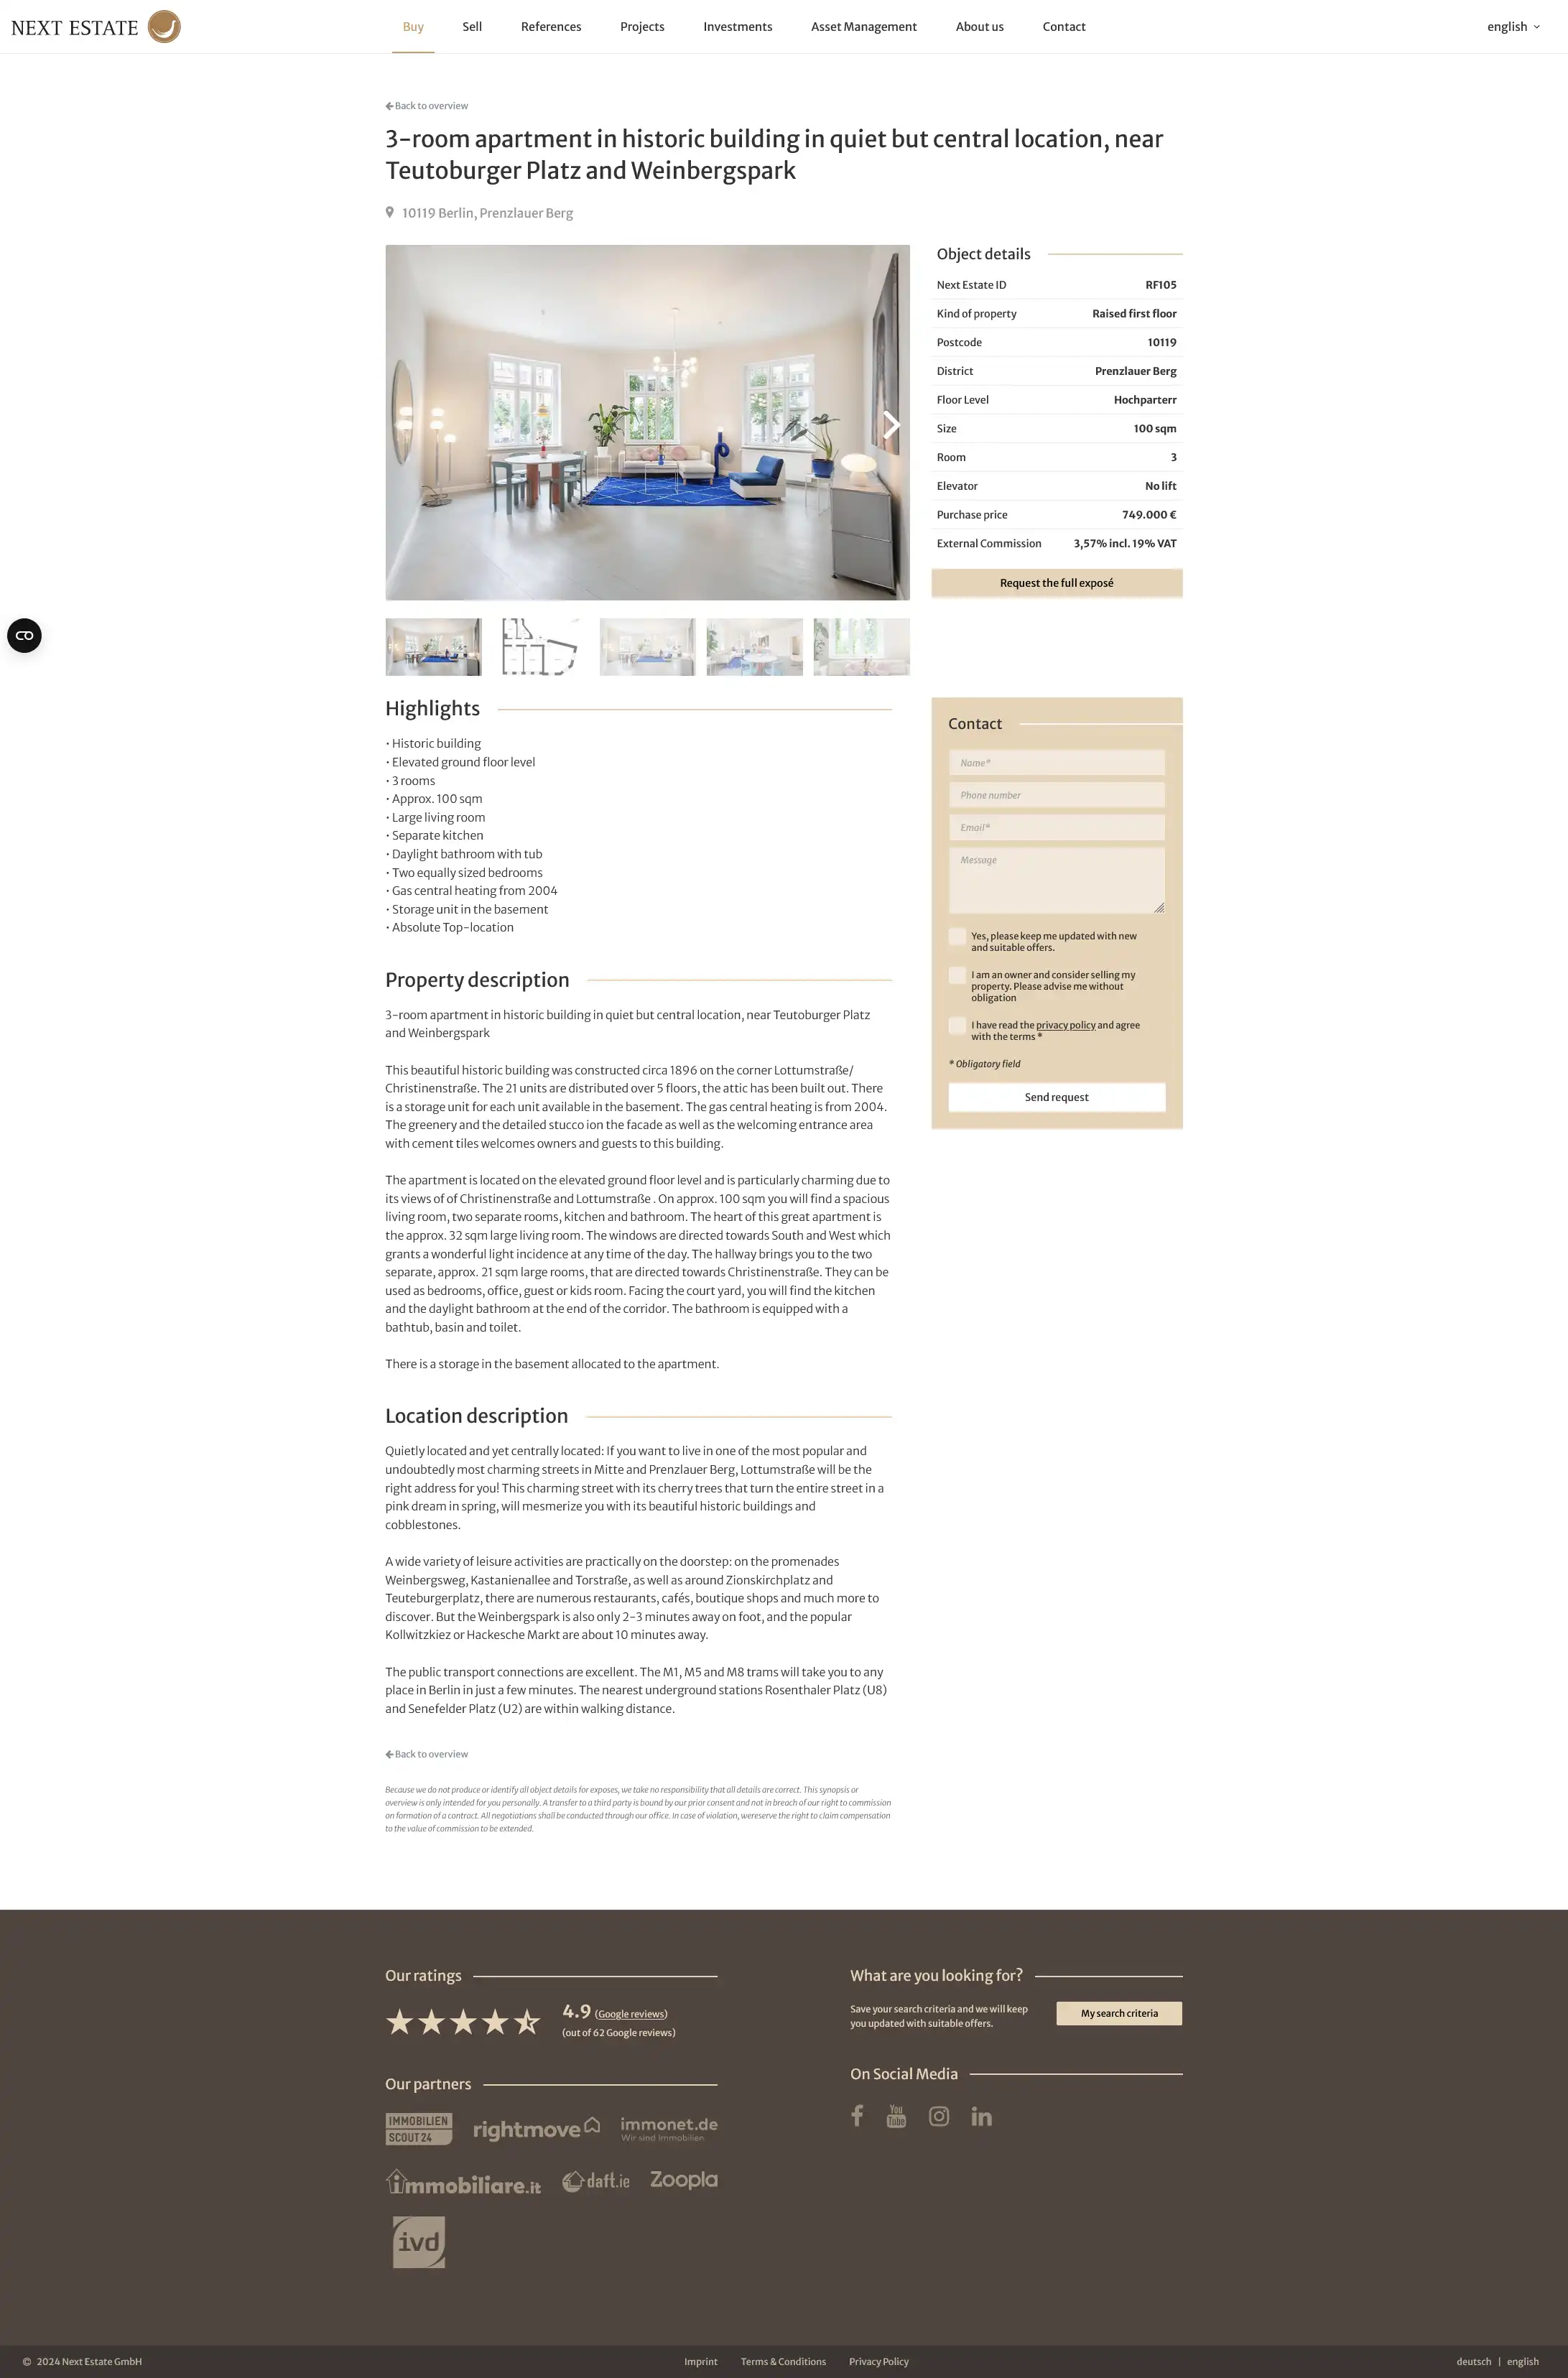 NEXT ESTATE
Buy
Sell
References
Projects
Investments
Asset Management
About us
Contact
english
Back to overview
3-room apartment in historic building in quiet but central location, near
Teutoburger Platz and Weinbergspark
10119 Berlin, Prenzlauer Berg
Object details
Next Estate ID RF105
Kind of property Raised first floor
Postcode 10119
District Prenzlauer Berg
Floor Level Hochparterr
Size 100 sqm
Room 3
Elevator No lift
Purchase price 749.000 €
External Commission 3,57% incl. 19% VAT
Request the full exposé
Highlights
• Historic building
• Elevated ground floor level
• 3 rooms
• Approx. 100 sqm
• Large living room
• Separate kitchen
• Daylight bathroom with tub
• Two equally sized bedrooms
• Gas central heating from 2004
• Storage unit in the basement
• Absolute Top-location
Contact
Name*
Phone number
Email*
Message
Yes, please keep me updated with new
and suitable offers.
I am an owner and consider selling my
property. Please advise me without
obligation
I have read the privacy policy and agree
with the terms *
* Obligatory field
Send request
Property description
3-room apartment in historic building in quiet but central location, near Teutoburger Platz
and Weinbergspark
This beautiful historic building was constructed circa 1896 on the corner Lottumstraße/
Christinenstraße. The 21 units are distributed over 5 floors, the attic has been built out. There
is a storage unit for each unit available in the basement. The gas central heating is from 2004.
The greenery and the detailed stucco ion the facade as well as the welcoming entrance area
with cement tiles welcomes owners and guests to this building.
The apartment is located on the elevated ground floor level and is particularly charming due to
its views of of Christinenstraße and Lottumstraße . On approx. 100 sqm you will find a spacious
living room, two separate rooms, kitchen and bathroom. The heart of this great apartment is
the approx. 32 sqm large living room. The windows are directed towards South and West which
grants a wonderful light incidence at any time of the day. The hallway brings you to the two
separate, approx. 21 sqm large rooms, that are directed towards Christinenstraße. They can be
used as bedrooms, office, guest or kids room. Facing the court yard, you will find the kitchen
and the daylight bathroom at the end of the corridor. The bathroom is equipped with a
bathtub, basin and toilet.
There is a storage in the basement allocated to the apartment.
Location description
Quietly located and yet centrally located: If you want to live in one of the most popular and
undoubtedly most charming streets in Mitte and Prenzlauer Berg, Lottumstraße will be the
right address for you! This charming street with its cherry trees that turn the entire street in a
pink dream in spring, will mesmerize you with its beautiful historic buildings and
cobblestones.
A wide variety of leisure activities are practically on the doorstep: on the promenades
Weinbergsweg, Kastanienallee and Torstraße, as well as around Zionskirchplatz and
Teuteburgerplatz, there are numerous restaurants, cafés, boutique shops and much more to
discover. But the Weinbergspark is also only 2-3 minutes away on foot, and the popular
Kollwitzkiez or Hackesche Markt are about 10 minutes away.
The public transport connections are excellent. The M1, M5 and M8 trams will take you to any
place in Berlin in just a few minutes. The nearest underground stations Rosenthaler Platz (U8)
and Senefelder Platz (U2) are within walking distance.
Back to overview
Because we do not produce or identify all object details for exposes, we take no responsibility that all details are correct. This synopsis or
overview is only intended for you personally. A transfer to a third party is bound by our prior consent and not in breach of our right to commission
on formation of a contract. All negotiations shall be conducted through our office. In case of violation, wereserve the right to claim compensation
to the value of commission to be extended.
Our ratings
4.9 (Google reviews)
(out of 62 Google reviews)
What are you looking for?
Save your search criteria and we will keep
you updated with suitable offers.
My search criteria
Our partners
IMMOBILIEN
SCOUT24
rightmove
immonet.de
Wir sind Immobilien.
immobiliare.it
daft.ie
Zoopla
ivd
On Social Media
You
Tube
in
© 2024 Next Estate GmbH
Imprint
Terms & Conditions
Privacy Policy
deutsch | english